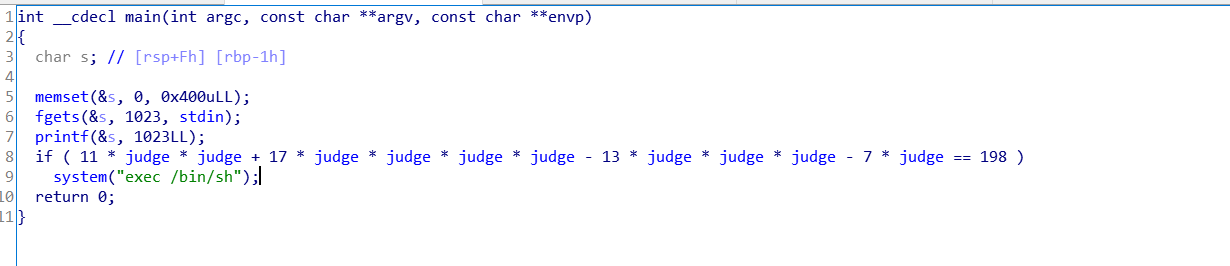 1 int __cdecl main(int argc, const char **argv, const char **envp)
2 {
3 char s; // [rsp+Fh] [rbp-1h]
4
5 memset(&s, 0, 0x400uLL);
6 fgets(&s, 1023, stdin);
7 printf(&s, 1023LL);
8 if ( 11 * judge * judge + 17 * judge * judge * judge * judge - 13 * judge * judge * judge - 7 * judge == 198 )
9 system("exec /bin/sh");
10 return 0;
11 }